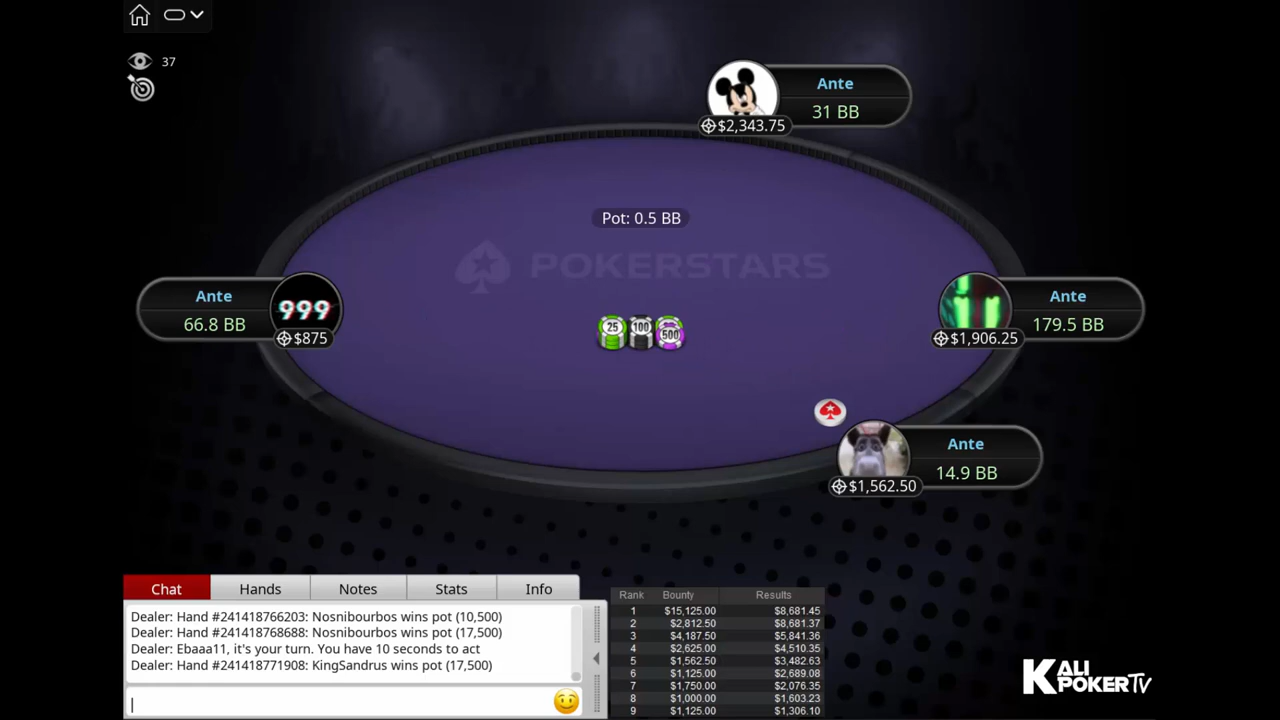 37
Ante
31 BB
$2,343.75
Pot: 0.5 BB
POKERSTARS
Ante
66.8 BB
999
$875
25 100 500
Ante
179.5 BB
$1,906.25
Ante
14.9 BB
$1,562.50
Chat Hands Notes Stats Info
Dealer: Hand #241418766203: Nosnibourbos wins pot (10,500)
Dealer: Hand #241418768688: Nosnibourbos wins pot (17,500)
Dealer: Ebaaa11, it's your turn. You have 10 seconds to act
Dealer: Hand #241418771908: KingSandrus wins pot (17,500)
Rank Bounty Results
1 $15,125.00 $8,681.45
2 $2,812.50 $8,681.37
3 $4,187.50 $5,841.36
4 $2,625.00 $4,510.35
5 $1,562.50 $3,482.63
6 $1,125.00 $2,689.08
7 $1,750.00 $2,076.35
8 $1,000.00 $1,603.23
9 $1,125.00 $1,306.10
KALI
POKERTV